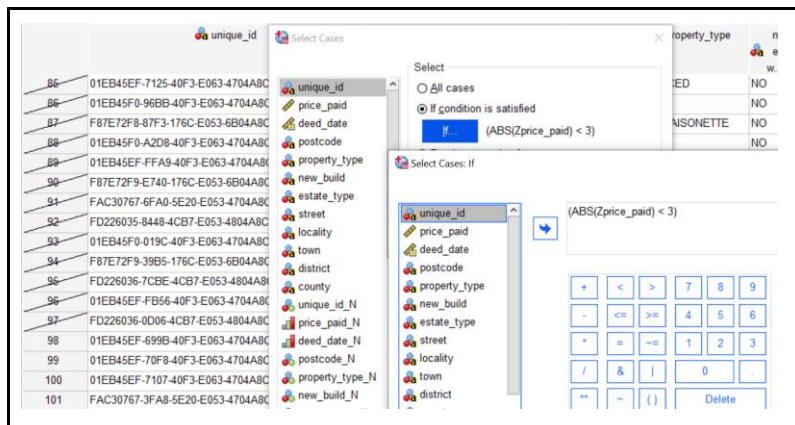 unique_id
Select Cases
roperty_type
n
e
w.
85 01EB45EF-7125-40F3-E063-4704A8C
86 01EB45F0-96BB-40F3-E063-4704A8C
87 F87E72F8-87F3-176C-E053-6B04A8C
88 01EB45F0-A2D8-40F3-E063-4704A8C
89 01EB45EF-FFA9-40F3-E063-4704A8C
90 F87E72F9-E740-176C-E053-6B04A8C
91 FAC30767-6FA0-5E20-E053-4704A8C
92 FD226035-8448-4CB7-E053-4804A8C
93 01EB45F0-019C-40F3-E063-4704A8C
94 F87E72F9-39B5-176C-E053-6B04A8C
95 FD226036-7CBE-4CB7-E053-4804A8C
96 01EB45EF-FB56-40F3-E063-4704A8C
97 FD226036-0D06-4CB7-E053-4804A8C
98 01EB45EF-699B-40F3-E063-4704A8C
99 01EB45EF-70F8-40F3-E063-4704A8C
100 01EB45EF-7107-40F3-E063-4704A8C
101 FAC30767-3FA8-5E20-E053-4704A8C
unique_id
price_paid
deed_date
postcode
property_type
new_build
estate_type
street
locality
town
district
county
unique_id_N
price_paid_N
deed_date_N
postcode_N
property_type_N
new_build_N
Select
All cases
If condition is satisfied
If... (ABS(Zprice_paid) < 3)
CED NO
NO
AISONETTE NO
NO
Select Cases: If
unique_id
price_paid
deed_date
postcode
property_type
new_build
estate_type
street
locality
town
district
(ABS(Zprice_paid) < 3)
+ < > 7 8 9
- <= >= 4 5 6
* = ~= 1 2 3
/ & | 0 .
** ~ ( ) Delete